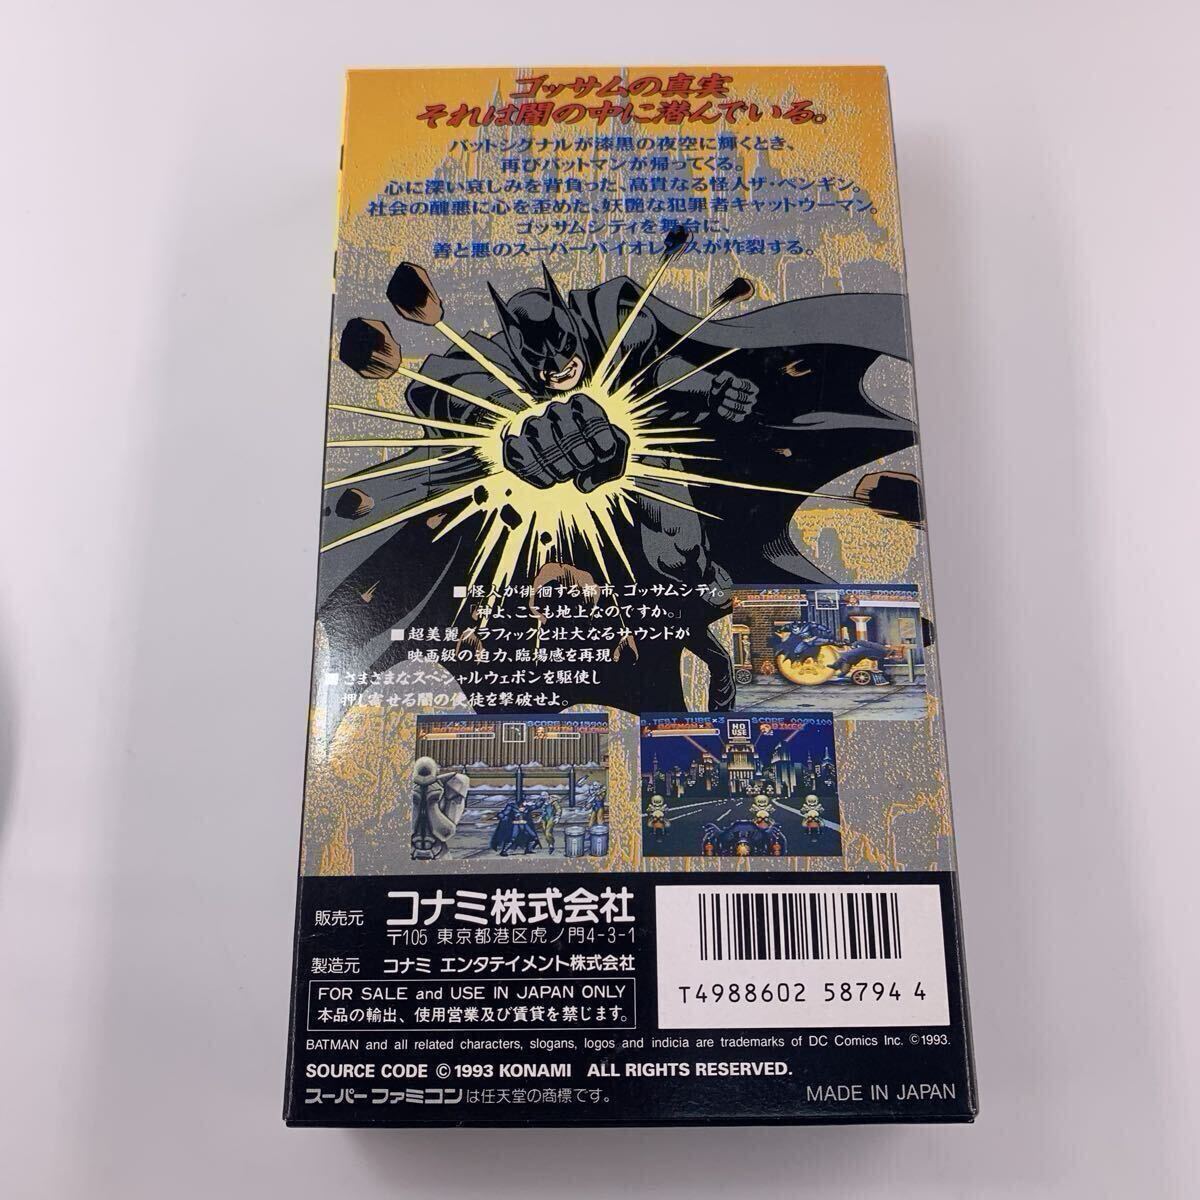 ゴッサムの真実
それは闇の中に潜んでいる。
バットシグナルが漆黒の夜空に輝くとき、
再びバットマンが帰ってくる。
心に深い哀しみを背負った、高貴なる怪人ザ・ペンギン。
社会の醜悪に心を歪めた、妖艶な犯罪者キャットウーマン。
ゴッサムシティを舞台に、
善と悪のスーパーバイオレンスが炸裂する。
■怪人が徘徊する都市、ゴッサムシティ。
「神よ、ここも地上なのですか。」
■超美麗グラフィックと壮大なるサウンドが
映画級の迫力、臨場感を再現。
■さまざまなスペシャルウェポンを駆使し
押し寄せる闇の使徒を撃破せよ。
BATMAN×3
SCORE
SCORE
TEST TUBE×3 SCORE 0000100
BATMAN×3
NO USE
BIKER
販売元 コナミ株式会社
〒105 東京都港区虎ノ門4-3-1
製造元 コナミ エンタテイメント株式会社
FOR SALE and USE IN JAPAN ONLY
本品の輸出、使用営業及び賃貸を禁じます。
T4988602 58794 4
BATMAN and all related characters, slogans, logos and indicia are trademarks of DC Comics Inc. ©1993.
SOURCE CODE ©1993 KONAMI ALL RIGHTS RESERVED.
スーパーファミコンは任天堂の商標です。
MADE IN JAPAN